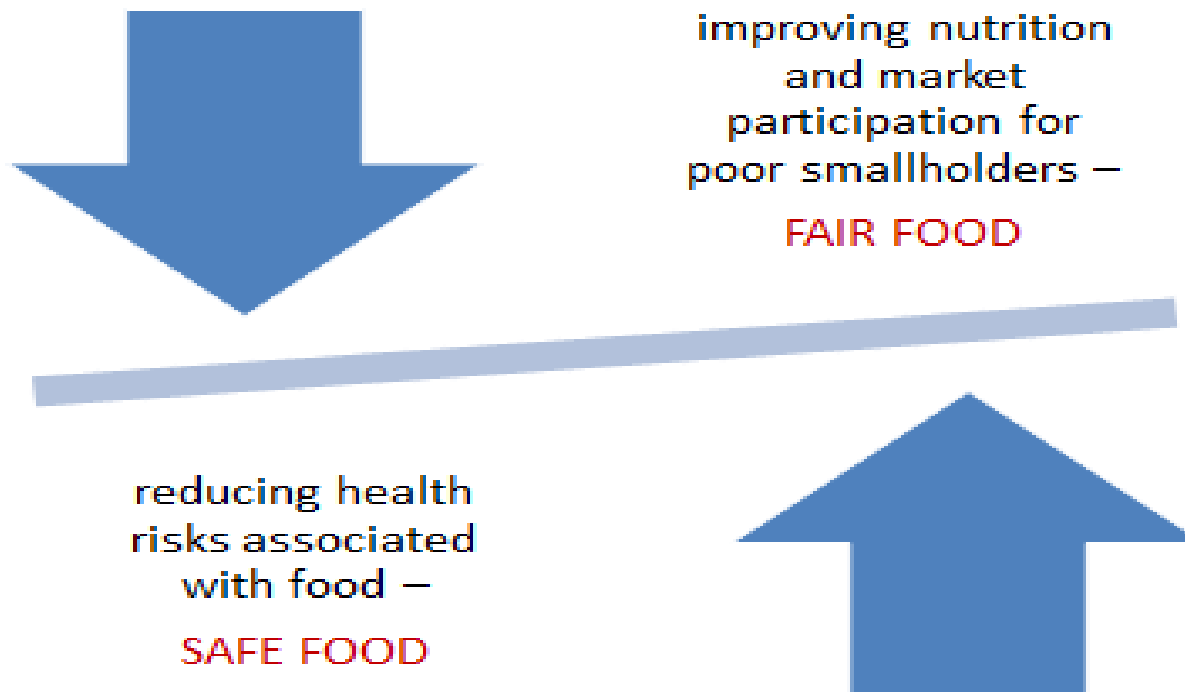 improving nutrition
and market
participation for
poor smallholders –
FAIR FOOD
reducing health
risks associated
with food –
SAFE FOOD